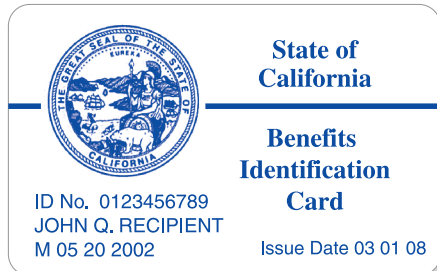 THE GREAT SEAL OF THE STATE OF CALIFORNIA
EUREKA
State of
California
Benefits
Identification
Card
ID No. 0123456789
JOHN Q. RECIPIENT
M 05 20 2002
Issue Date 03 01 08